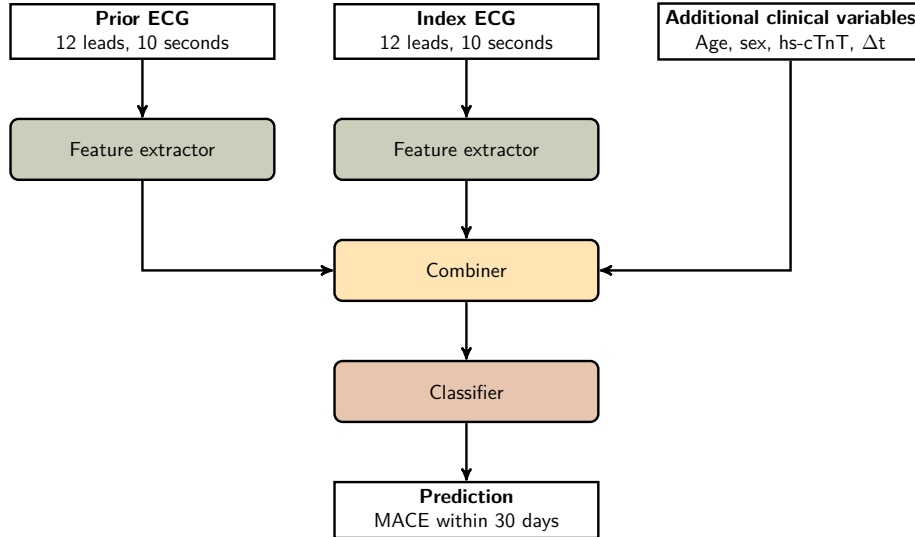 Prior ECG
12 leads, 10 seconds
Index ECG
12 leads, 10 seconds
Additional clinical variables
Age, sex, hs-cTnT, Δt
Feature extractor
Feature extractor
Combiner
Classifier
Prediction
MACE within 30 days